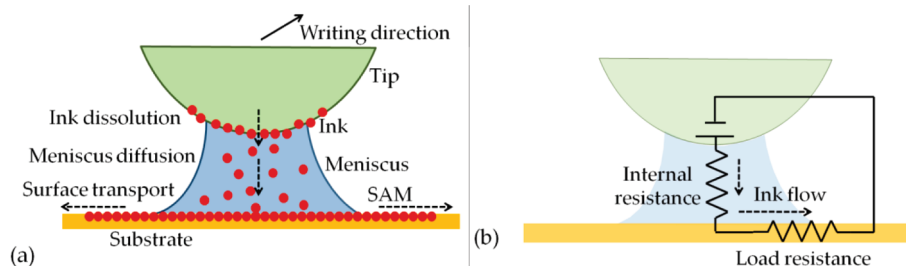 Writing direction
Tip
Ink dissolution
Ink
Meniscus diffusion
Meniscus
Surface transport
SAM
Substrate
(a)
Internal
resistance
Ink flow
Load resistance
(b)